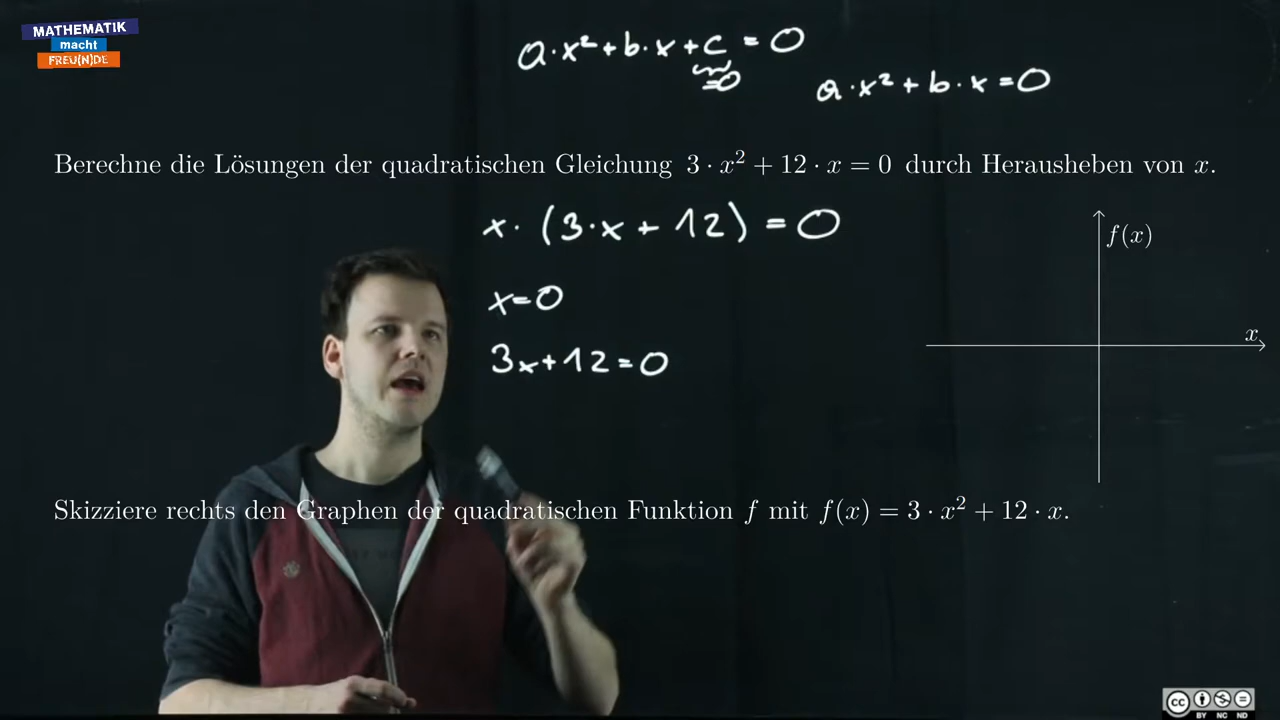 MATHEMATIK
macht
FREU(N)DE
a·x²+b·x+c=0
=0
a·x²+b·x=0
Berechne die Lösungen der quadratischen Gleichung 3 · x² + 12 · x = 0 durch Herausheben von x.
x·(3·x+12)=0
f(x)
x=0
x
3x+12=0
Skizziere rechts den Graphen der quadratischen Funktion f mit f(x) = 3 · x² + 12 · x.
cc BY NC ND